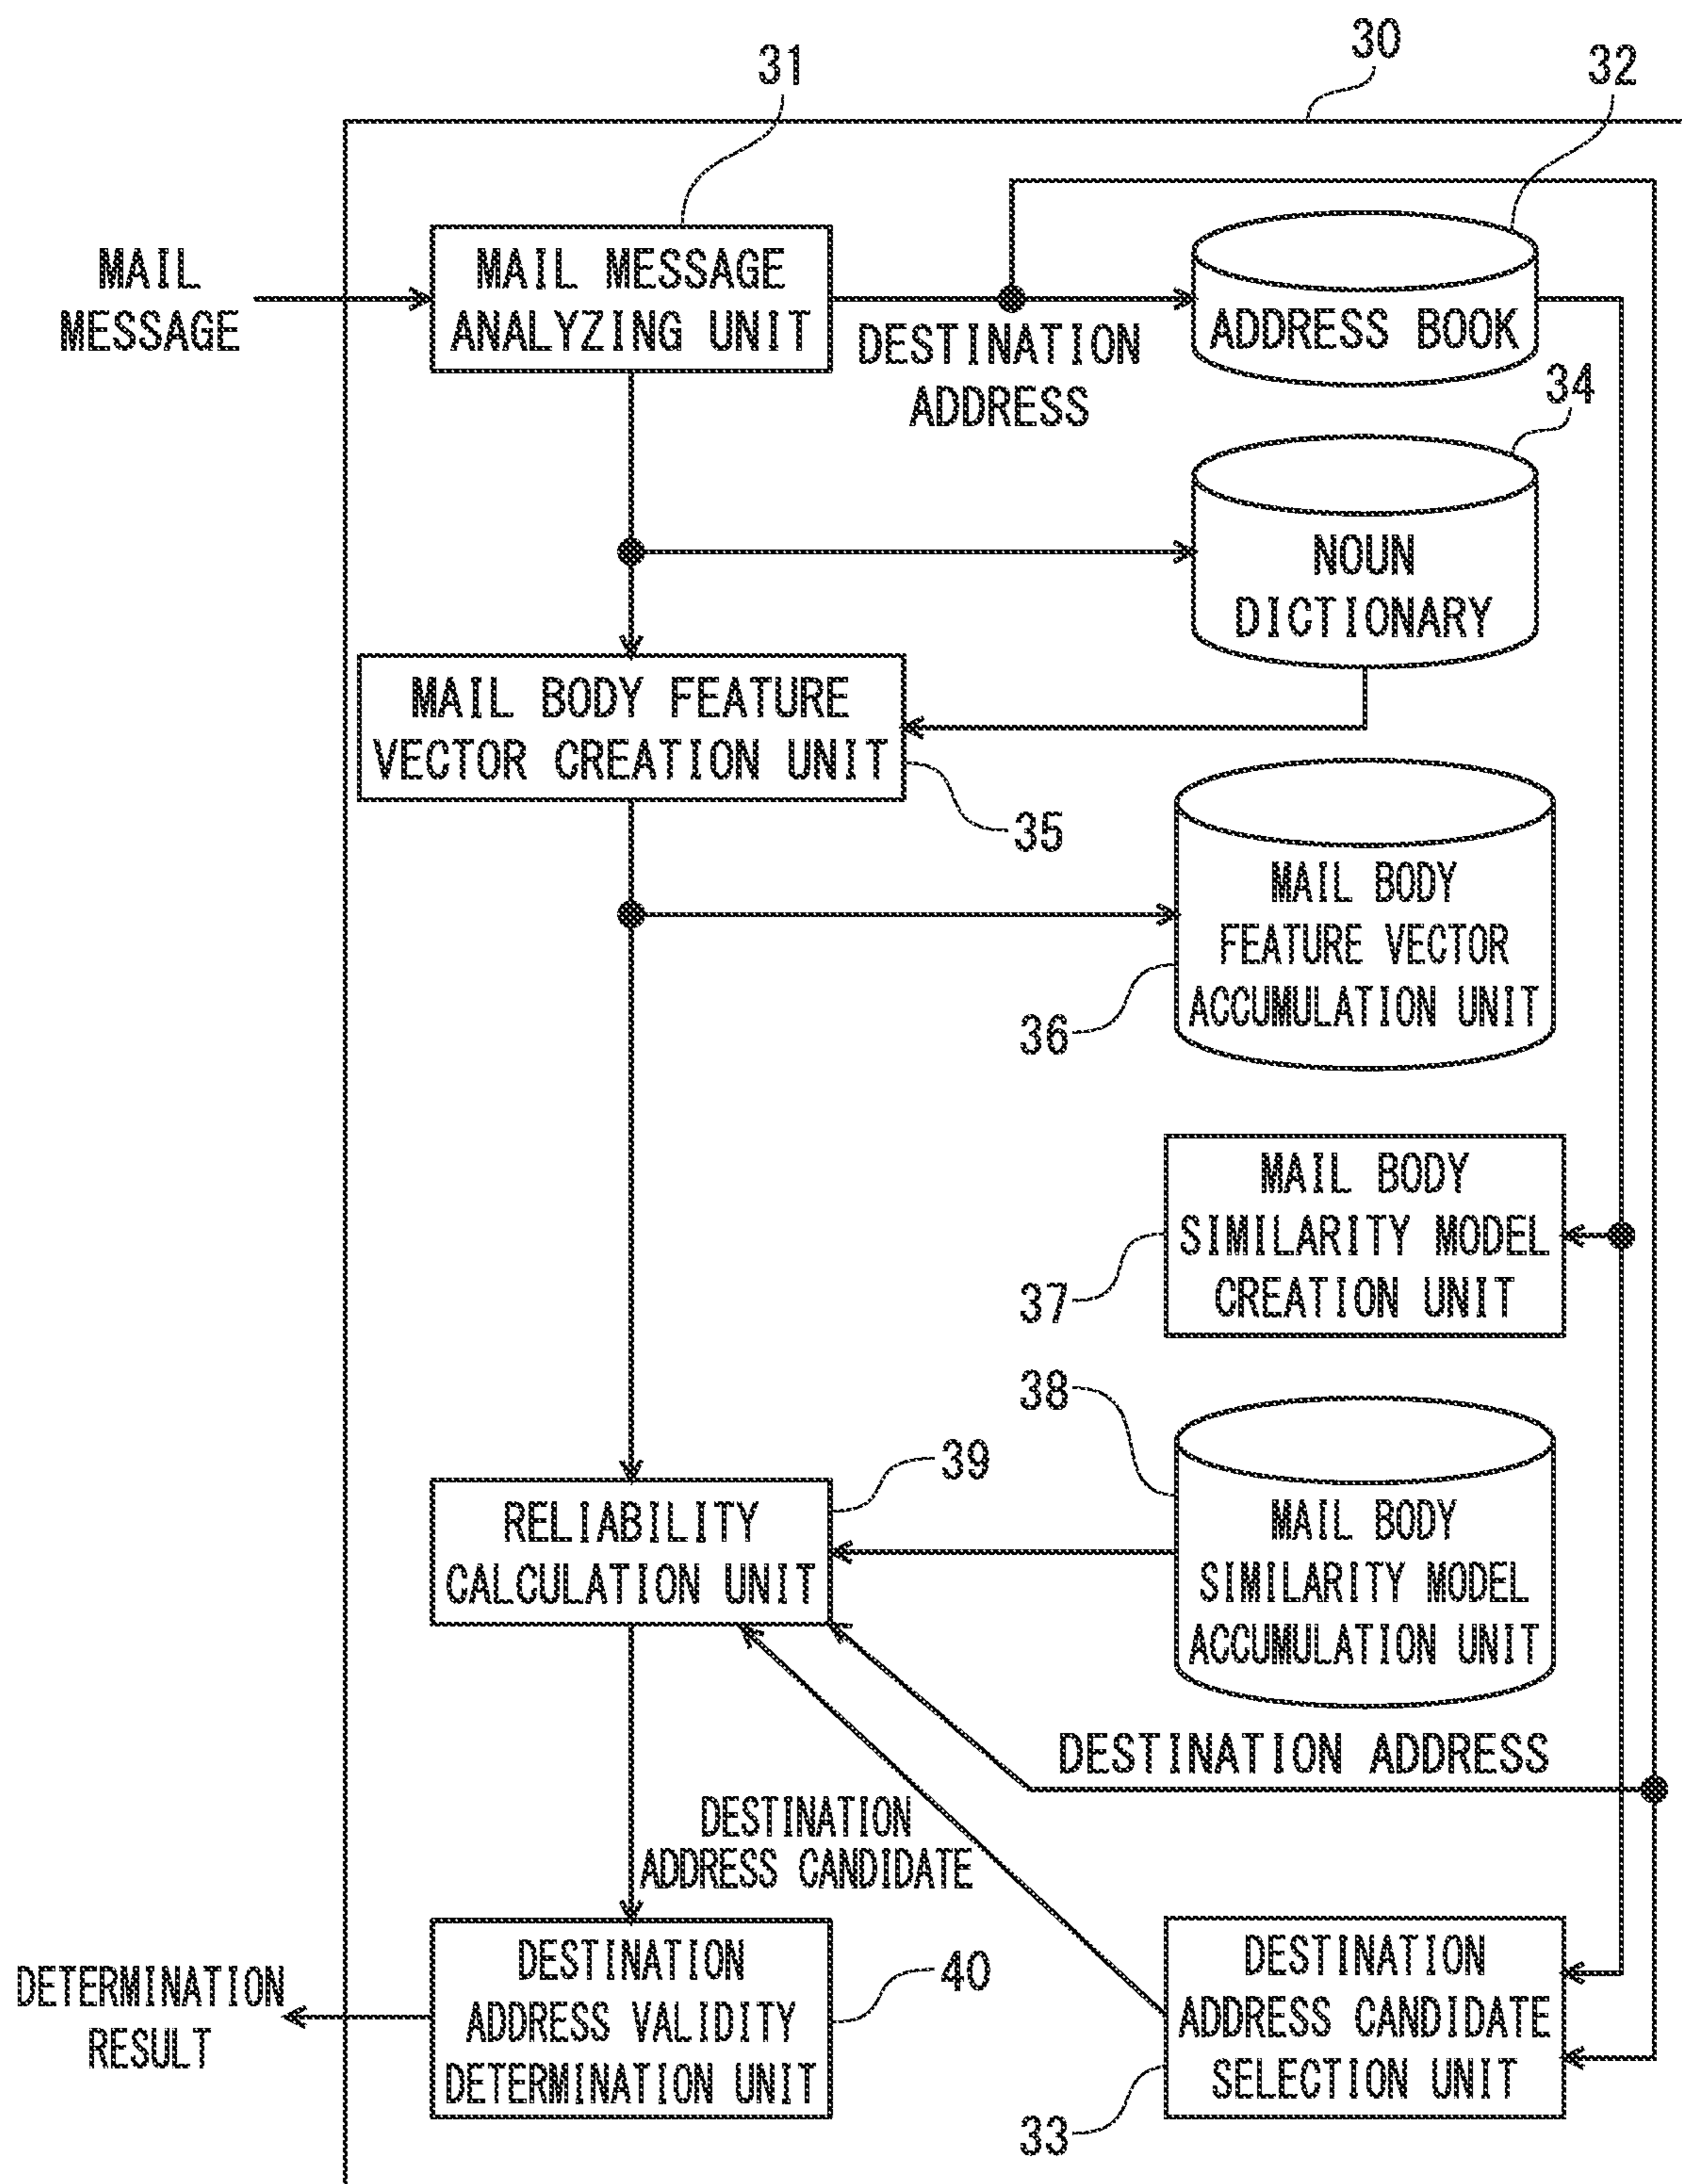 30
31
32
MAIL
MESSAGE
MAIL MESSAGE
ANALYZING UNIT
DESTINATION
ADDRESS
ADDRESS BOOK
34
NOUN
DICTIONARY
MAIL BODY FEATURE
VECTOR CREATION UNIT
35
MAIL BODY
FEATURE VECTOR
ACCUMULATION UNIT
36
MAIL BODY
SIMILARITY MODEL
CREATION UNIT
37
38
39
RELIABILITY
CALCULATION UNIT
MAIL BODY
SIMILARITY MODEL
ACCUMULATION UNIT
DESTINATION ADDRESS
DESTINATION
ADDRESS CANDIDATE
DETERMINATION
RESULT
DESTINATION
ADDRESS VALIDITY
DETERMINATION UNIT
40
DESTINATION
ADDRESS CANDIDATE
SELECTION UNIT
33